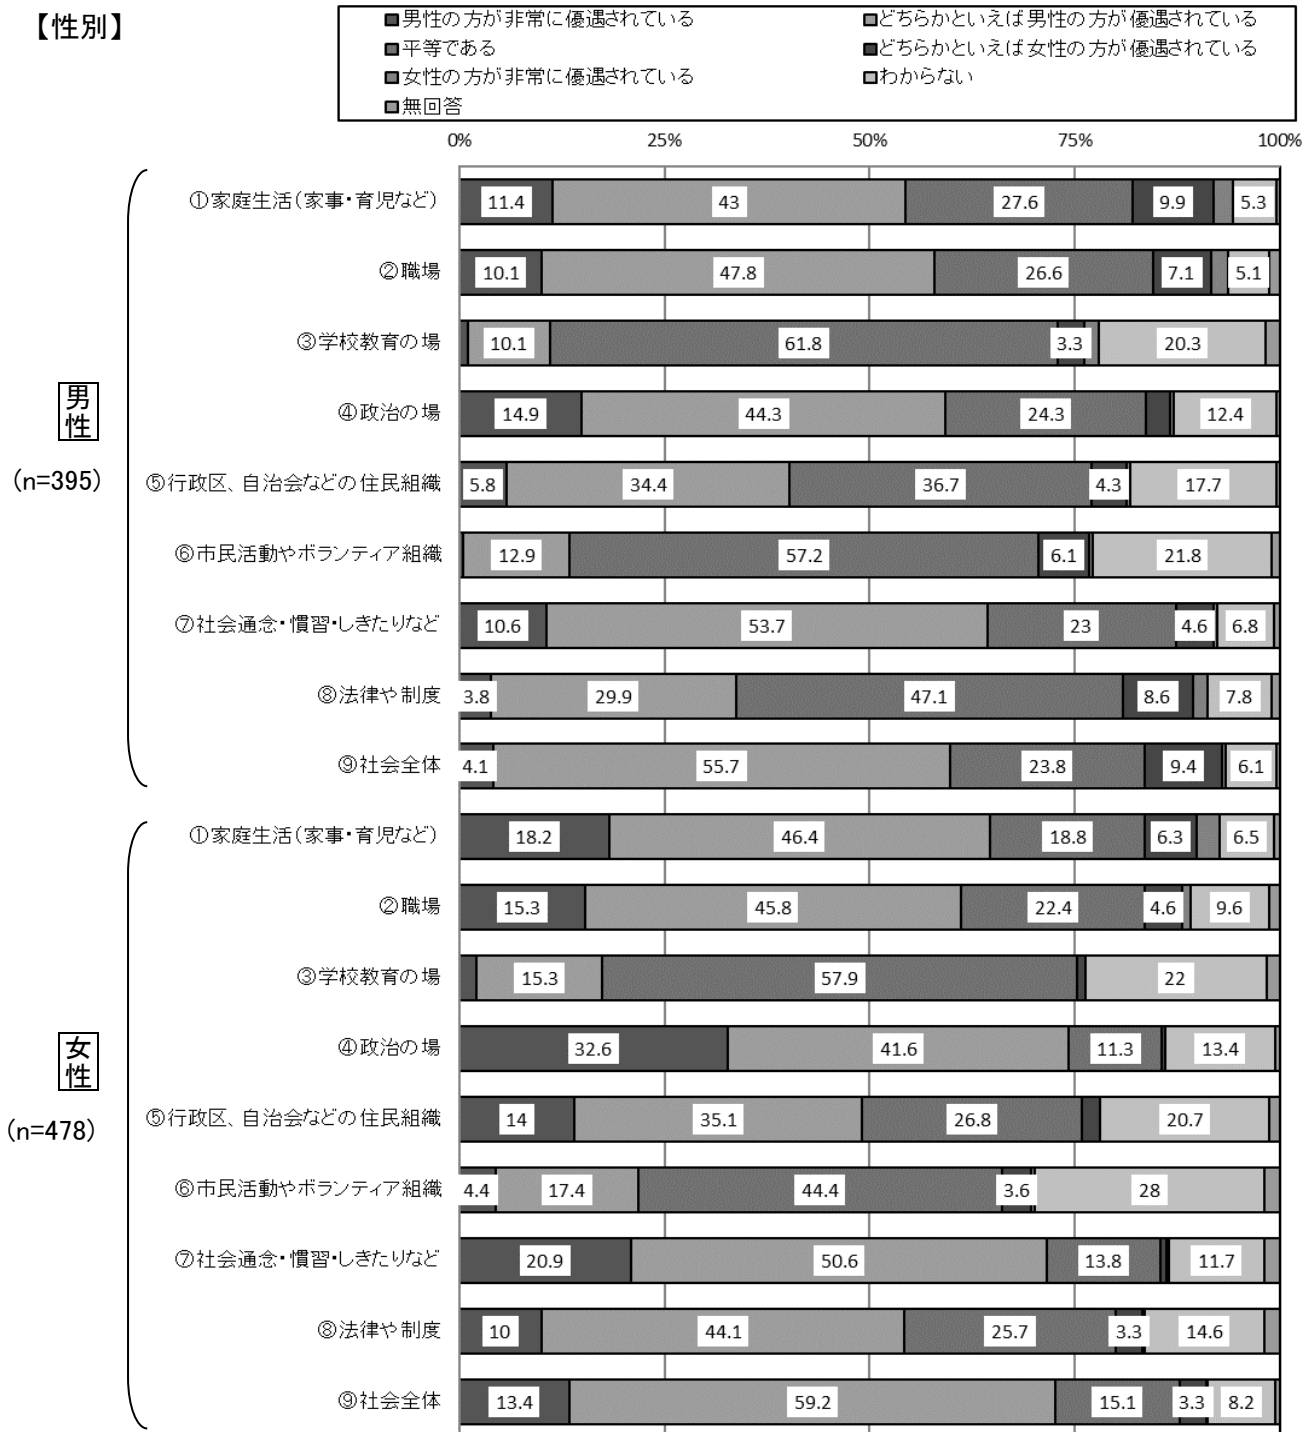 【性別】
■男性の方が非常に優遇されている ■どちらかといえば男性の方が優遇されている
■平等である ■どちらかといえば女性の方が優遇されている
■女性の方が非常に優遇されている □わからない
■無回答
0% 25% 50% 75% 100%
①家庭生活(家事・育児など) 11.4 43 27.6 9.9 5.3
②職場 10.1 47.8 26.6 7.1 5.1
③学校教育の場 10.1 61.8 3.3 20.3
男性
④政治の場 14.9 44.3 24.3 12.4
(n=395)
⑤行政区、自治会などの住民組織 5.8 34.4 36.7 4.3 17.7
⑥市民活動やボランティア組織 12.9 57.2 6.1 21.8
⑦社会通念・慣習・しきたりなど 10.6 53.7 23 4.6 6.8
⑧法律や制度 3.8 29.9 47.1 8.6 7.8
⑨社会全体 4.1 55.7 23.8 9.4 6.1
①家庭生活(家事・育児など) 18.2 46.4 18.8 6.3 6.5
②職場 15.3 45.8 22.4 4.6 9.6
③学校教育の場 15.3 57.9 22
女性
④政治の場 32.6 41.6 11.3 13.4
(n=478)
⑤行政区、自治会などの住民組織 14 35.1 26.8 20.7
⑥市民活動やボランティア組織 4.4 17.4 44.4 3.6 28
⑦社会通念・慣習・しきたりなど 20.9 50.6 13.8 11.7
⑧法律や制度 10 44.1 25.7 3.3 14.6
⑨社会全体 13.4 59.2 15.1 3.3 8.2